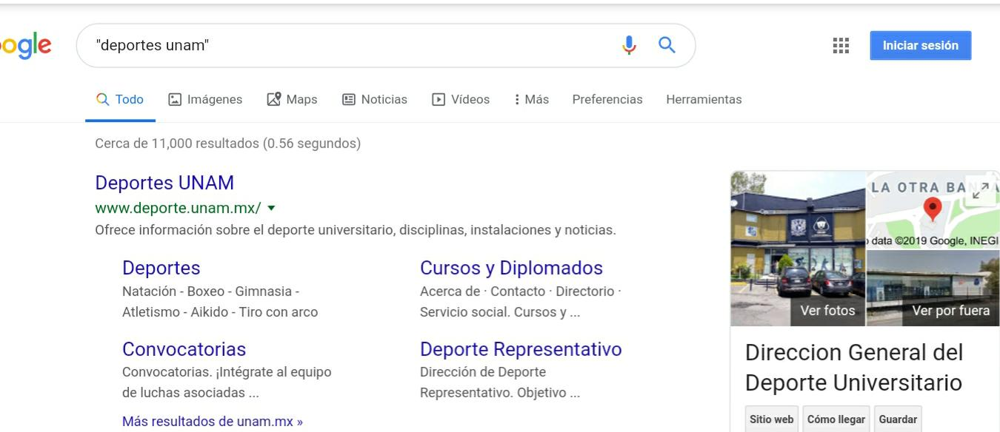 ogle
"deportes unam"
Iniciar sesión
Todo
Imágenes
Maps
Noticias
Vídeos
Más
Preferencias
Herramientas
Cerca de 11,000 resultados (0.56 segundos)
Deportes UNAM
www.deporte.unam.mx/
Ofrece información sobre el deporte universitario, disciplinas, instalaciones y noticias.
Deportes
Natación - Boxeo - Gimnasia -
Atletismo - Aikido - Tiro con arco
Cursos y Diplomados
Acerca de · Contacto · Directorio ·
Servicio social. Cursos y ...
Convocatorias
Convocatorias. ¡Intégrate al equipo
de luchas asociadas ...
Deporte Representativo
Dirección de Deporte
Representativo. Objetivo ...
Más resultados de unam.mx »
LA OTRA BANDA
data ©2019 Google, INEGI
Ver fotos
Ver por fuera
Direccion General del
Deporte Universitario
Sitio web
Cómo llegar
Guardar